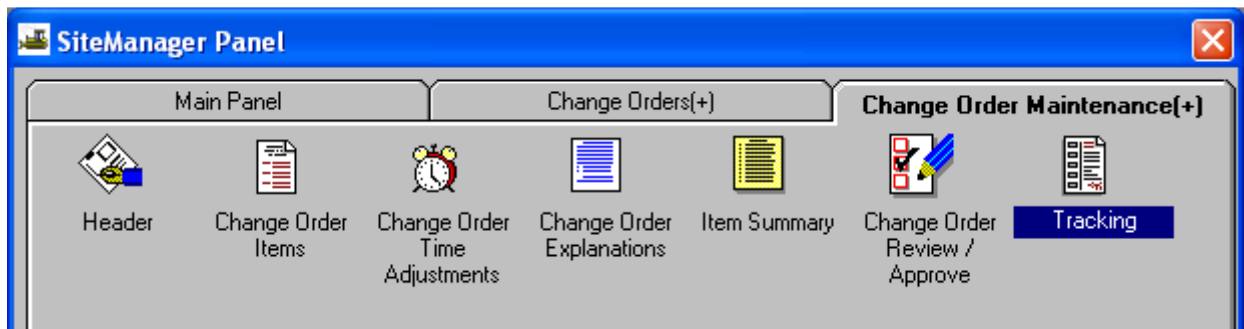 SiteManager Panel
Main Panel
Change Orders(+)
Change Order Maintenance(+)
Header
Change Order
Items
Change Order
Time
Adjustments
Change Order
Explanations
Item Summary
Change Order
Review /
Approve
Tracking